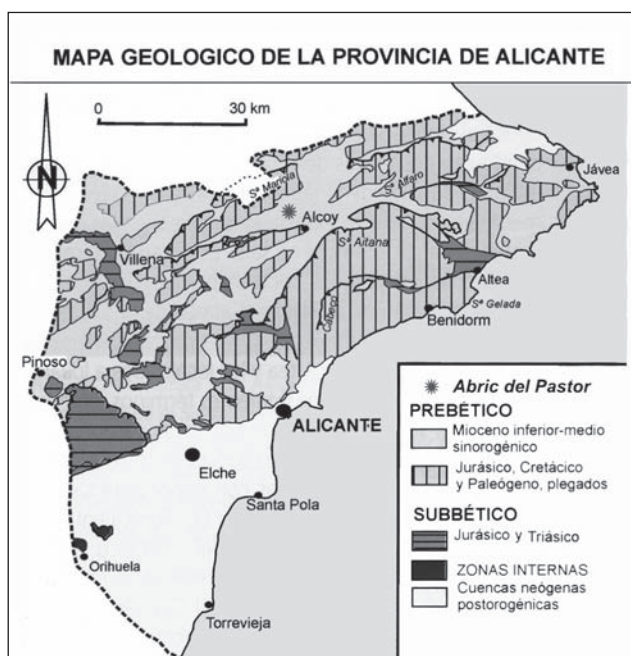 MAPA GEOLOGICO DE LA PROVINCIA DE ALICANTE
0 30 km
N
Sª Mariola
Sª Alfaro
Jávea
Alcoy
Villena
Sª Aitana
Altea
Sª Gelada
Cabeço
Benidorm
Pinoso
ALICANTE
Elche
Santa Pola
Orihuela
Torrevieja
Abric del Pastor
PREBÉTICO
Mioceno inferior-medio
sinorogénico
Jurásico, Cretácico
y Paleógeno, plegados
SUBBÉTICO
Jurásico y Triásico
ZONAS INTERNAS
Cuencas neógenas
postorogénicas